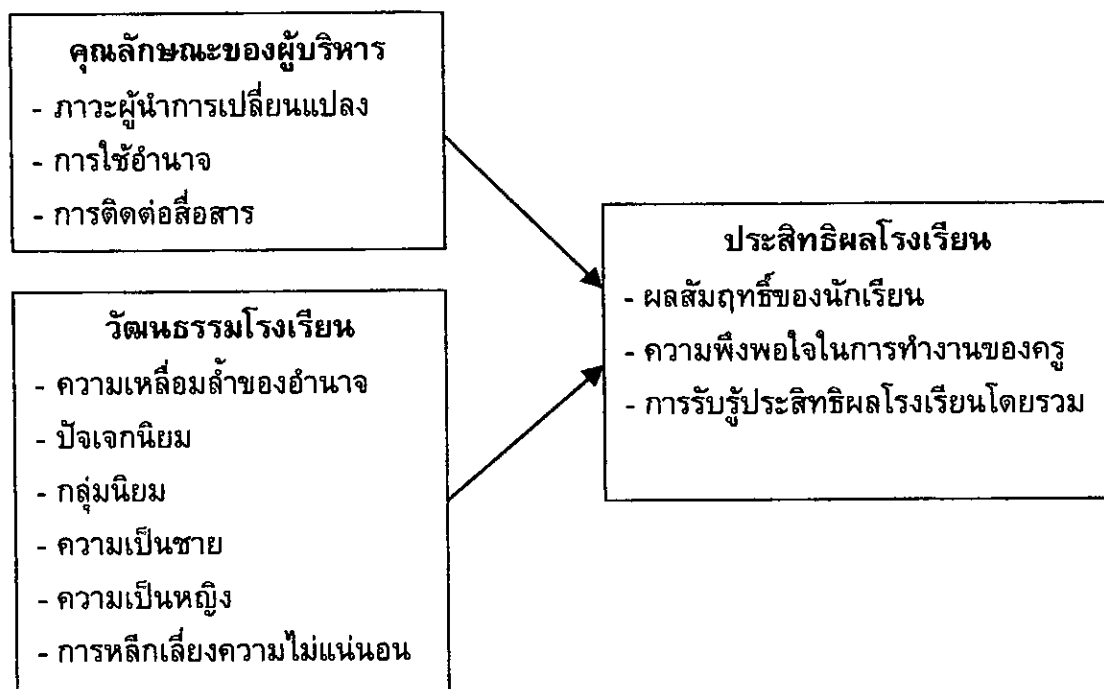 คุณลักษณะของผู้บริหาร
- ภาวะผู้นำการเปลี่ยนแปลง
- การใช้อำนาจ
- การติดต่อสื่อสาร
วัฒนธรรมโรงเรียน
- ความเหลื่อมล้ำของอำนาจ
- ปัจเจกนิยม
- กลุ่มนิยม
- ความเป็นชาย
- ความเป็นหญิง
- การหลีกเลี่ยงความไม่แน่นอน
ประสิทธิผลโรงเรียน
- ผลสัมฤทธิ์ของนักเรียน
- ความพึงพอใจในการทำงานของครู
- การรับรู้ประสิทธิผลโรงเรียนโดยรวม